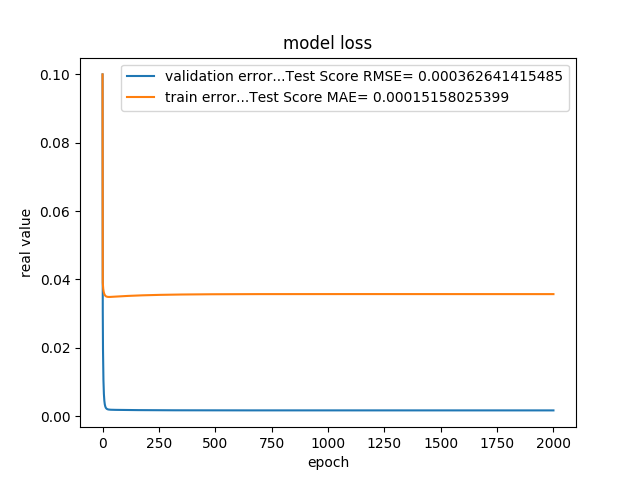 model loss
validation error...Test Score RMSE= 0.000362641415485
train error...Test Score MAE= 0.00015158025399
real value
0.10
0.08
0.06
0.04
0.02
0.00
0 250 500 750 1000 1250 1500 1750 2000
epoch